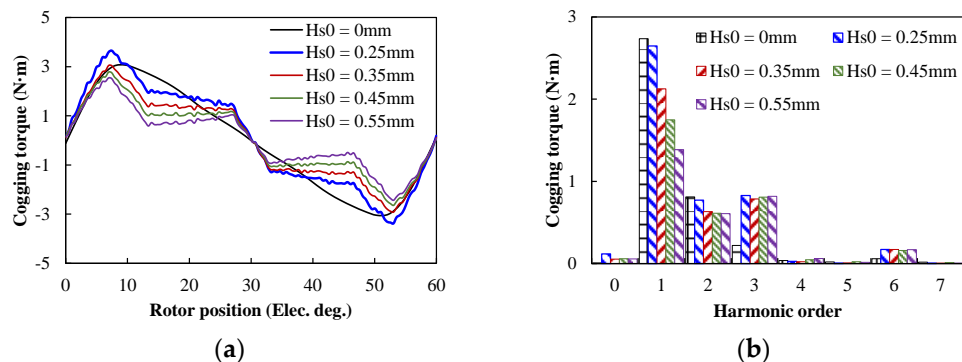 5
3
1
-1
-3
-5
Cogging torque (N·m)
Hs0 = 0mm
Hs0 = 0.25mm
Hs0 = 0.35mm
Hs0 = 0.45mm
Hs0 = 0.55mm
0 10 20 30 40 50 60
Rotor position (Elec. deg.)
(a)
3
2
1
0
Cogging torque (N·m)
Hs0 = 0mm Hs0 = 0.25mm
Hs0 = 0.35mm Hs0 = 0.45mm
Hs0 = 0.55mm
0 1 2 3 4 5 6 7
Harmonic order
(b)